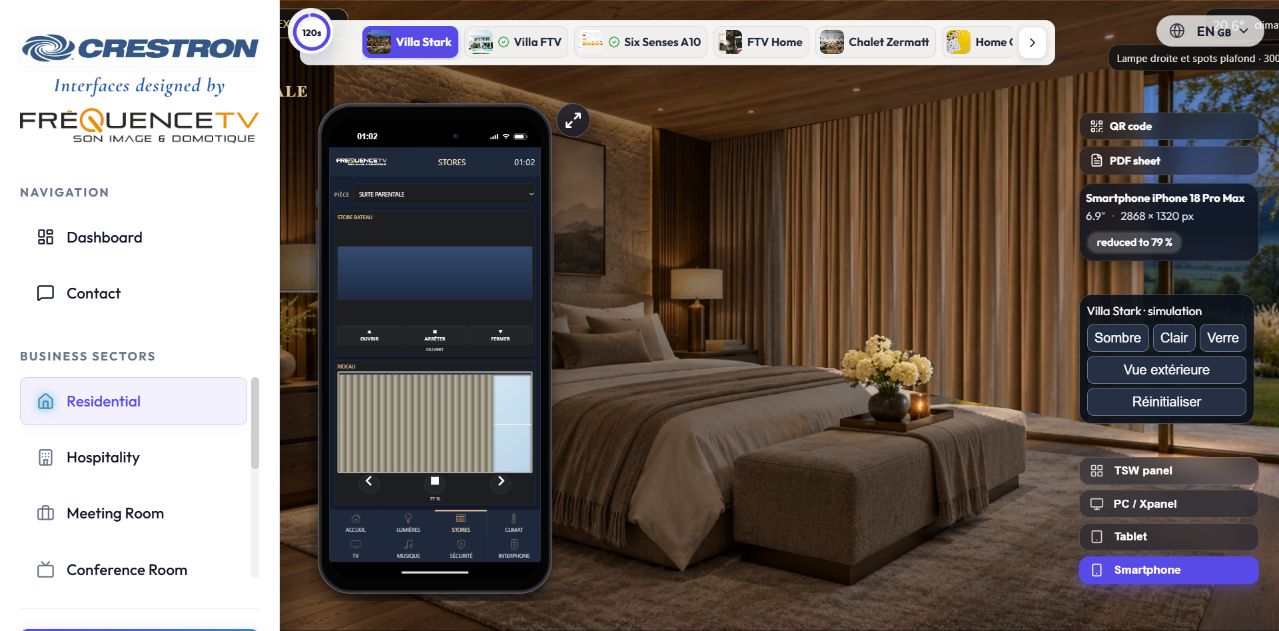 CRESTRON
Interfaces designed by
FRÉQUENCETV
SON IMAGE & DOMOTIQUE
NAVIGATION
Dashboard
Contact
BUSINESS SECTORS
Residential
Hospitality
Meeting Room
Conference Room
120s
Villa Stark
Villa FTV
Six Senses A10
FTV Home
Chalet Zermatt
Home
20.6°
EN GB
Lampe droite et spots plafond · 300
01:02
FREQUENCETV
STORES
01:02
PIÈCE
SUITE PARENTALE
STORE BATEAU
OUVRIR
ARRÊTER
FERMER
OUVERT
RIDEAU
77 %
ACCUEIL
LUMIÈRES
STORES
CLIMAT
TV
MUSIQUE
SÉCURITÉ
INTERPHONE
QR code
PDF sheet
Smartphone iPhone 18 Pro Max
6.9″ · 2868 × 1320 px
reduced to 79 %
Villa Stark · simulation
Sombre
Clair
Verre
Vue extérieure
Réinitialiser
TSW panel
PC / Xpanel
Tablet
Smartphone